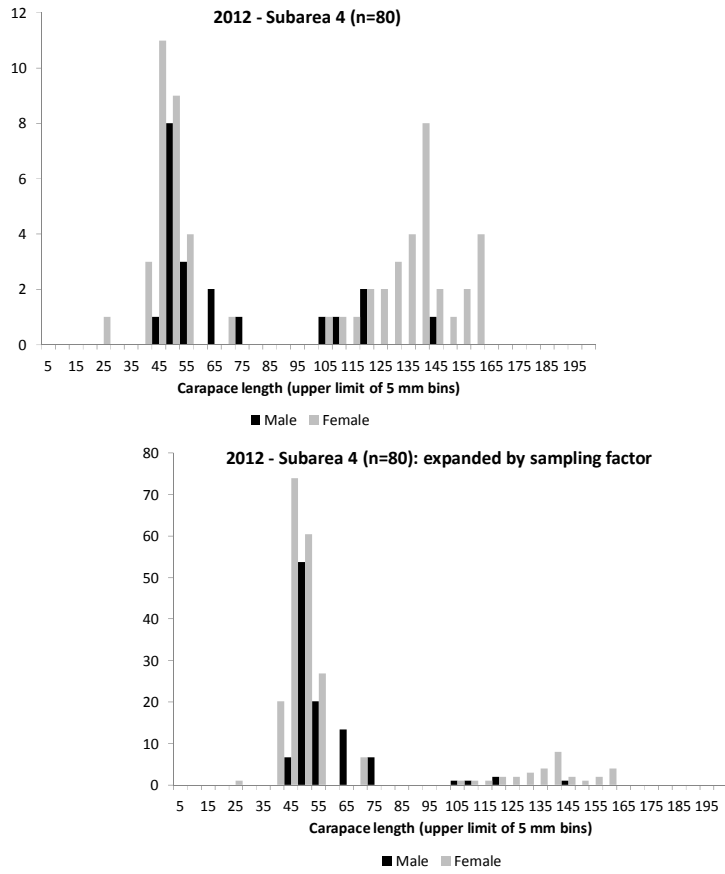 2012 - Subarea 4 (n=80)
12
10
8
6
4
2
0
5 15 25 35 45 55 65 75 85 95 105 115 125 135 145 155 165 175 185 195
Carapace length (upper limit of 5 mm bins)
Male Female
2012 - Subarea 4 (n=80): expanded by sampling factor
80
70
60
50
40
30
20
10
0
5 15 25 35 45 55 65 75 85 95 105 115 125 135 145 155 165 175 185 195
Carapace length (upper limit of 5 mm bins)
Male Female